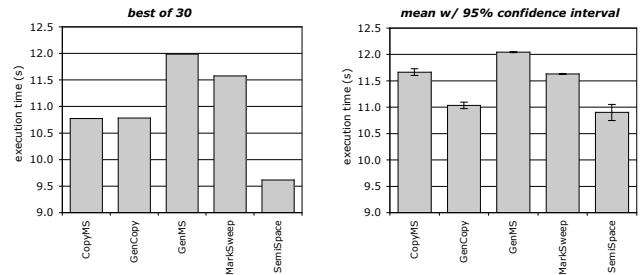 best of 30
execution time (s)
12.5
12.0
11.5
11.0
10.5
10.0
9.5
9.0
CopyMS
GenCopy
GenMS
MarkSweep
SemiSpace
mean w/ 95% confidence interval
execution time (s)
12.5
12.0
11.5
11.0
10.5
10.0
9.5
9.0
CopyMS
GenCopy
GenMS
MarkSweep
SemiSpace